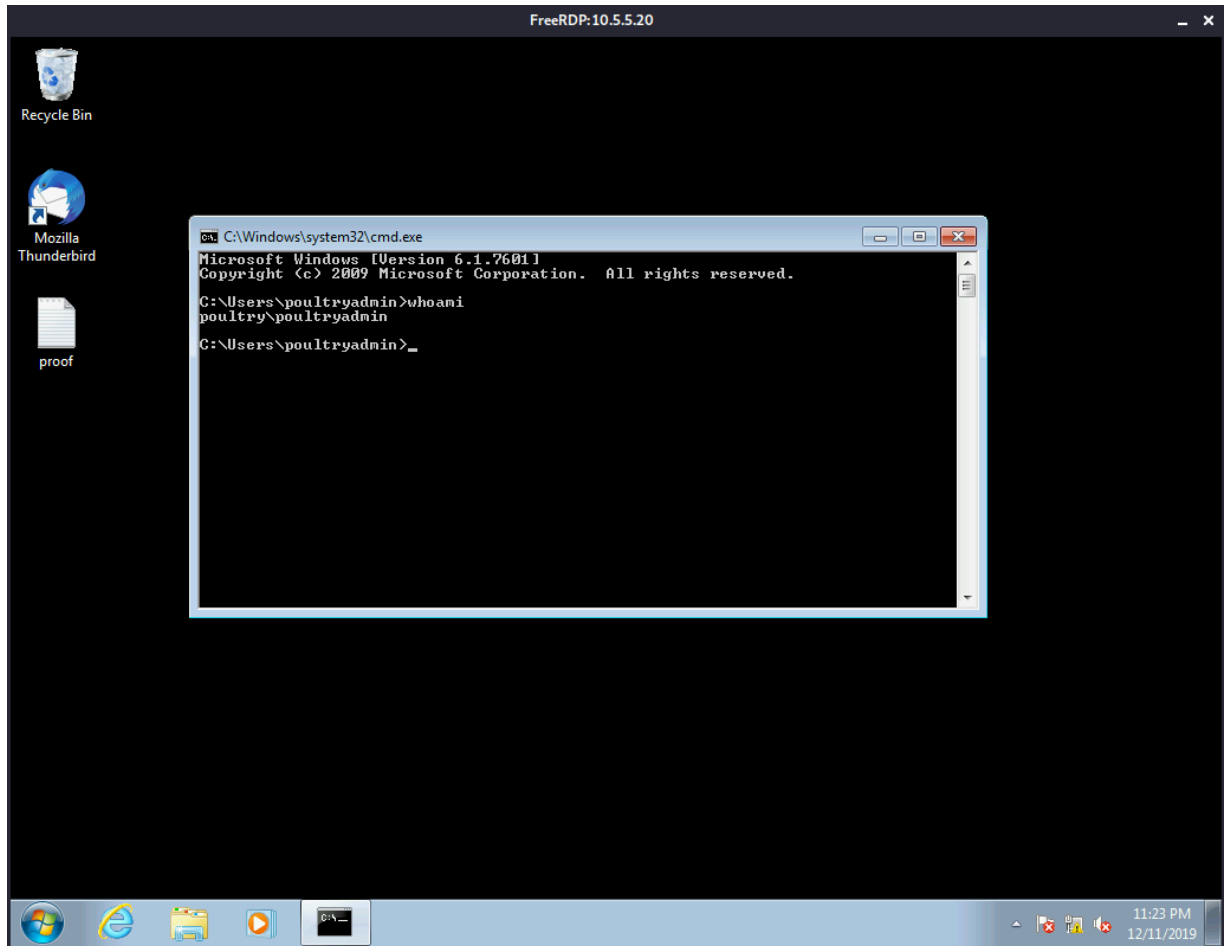 FreeRDP:10.5.5.20
Recycle Bin
Mozilla
Thunderbird
proof
C:\Windows\system32\cmd.exe
Microsoft Windows [Version 6.1.7601]
Copyright (c) 2009 Microsoft Corporation.  All rights reserved.
C:\Users\poultryadmin>whoami
poultry\poultryadmin
C:\Users\poultryadmin>_
11:23 PM
12/11/2019